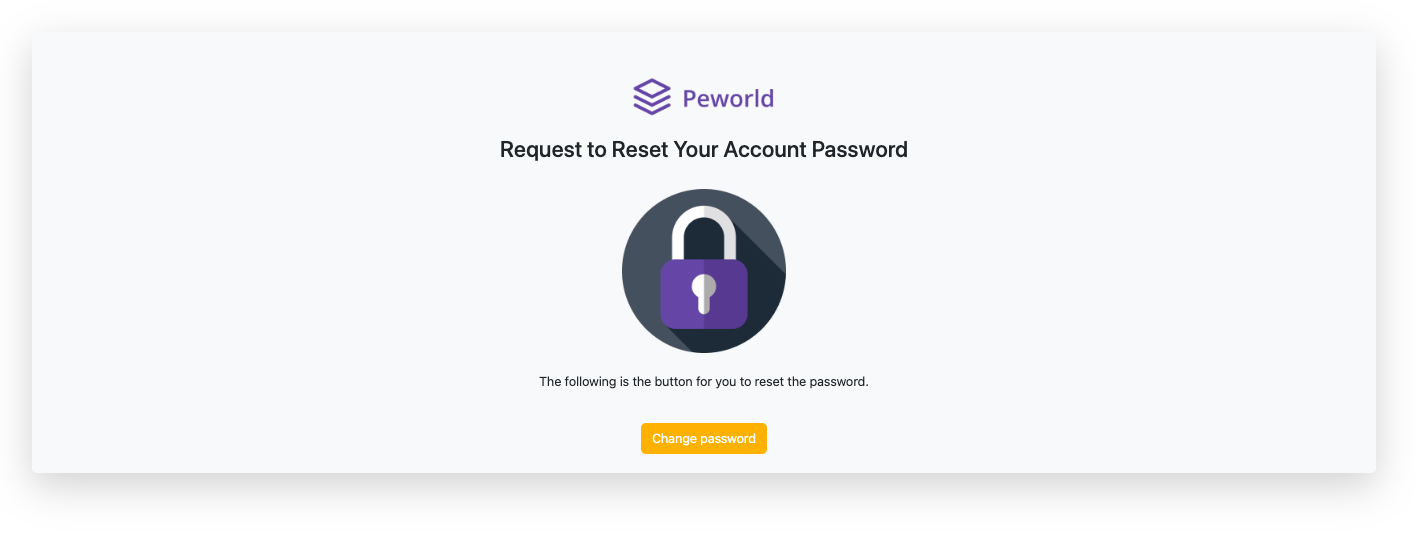 Peworld
Request to Reset Your Account Password
The following is the button for you to reset the password.
Change password